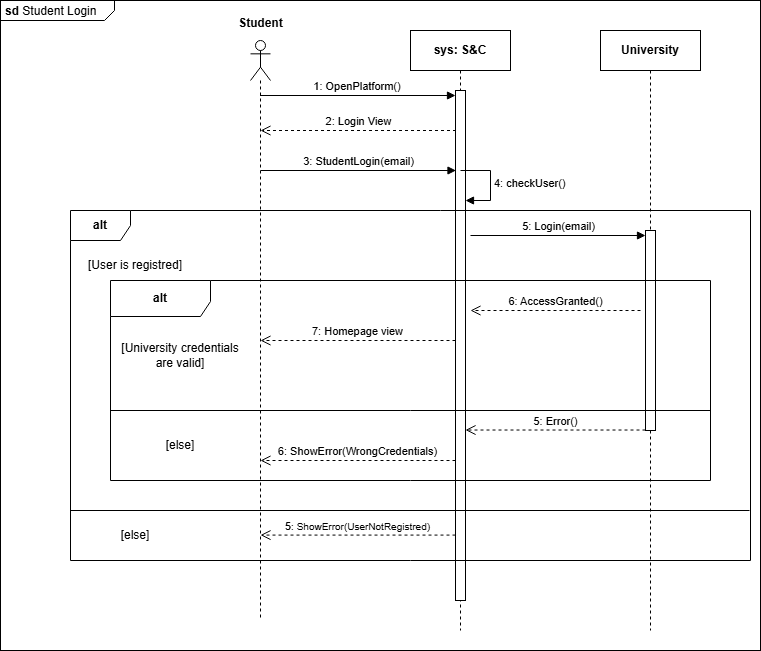 sd Student Login
Student
sys: S&C
University
1: OpenPlatform()
2: Login View
3: StudentLogin(email)
4: checkUser()
alt
5: Login(email)
[User is registred]
alt
6: AccessGranted()
7: Homepage view
[University credentials
are valid]
5: Error()
[else]
6: ShowError(WrongCredentials)
5: ShowError(UserNotRegistred)
[else]